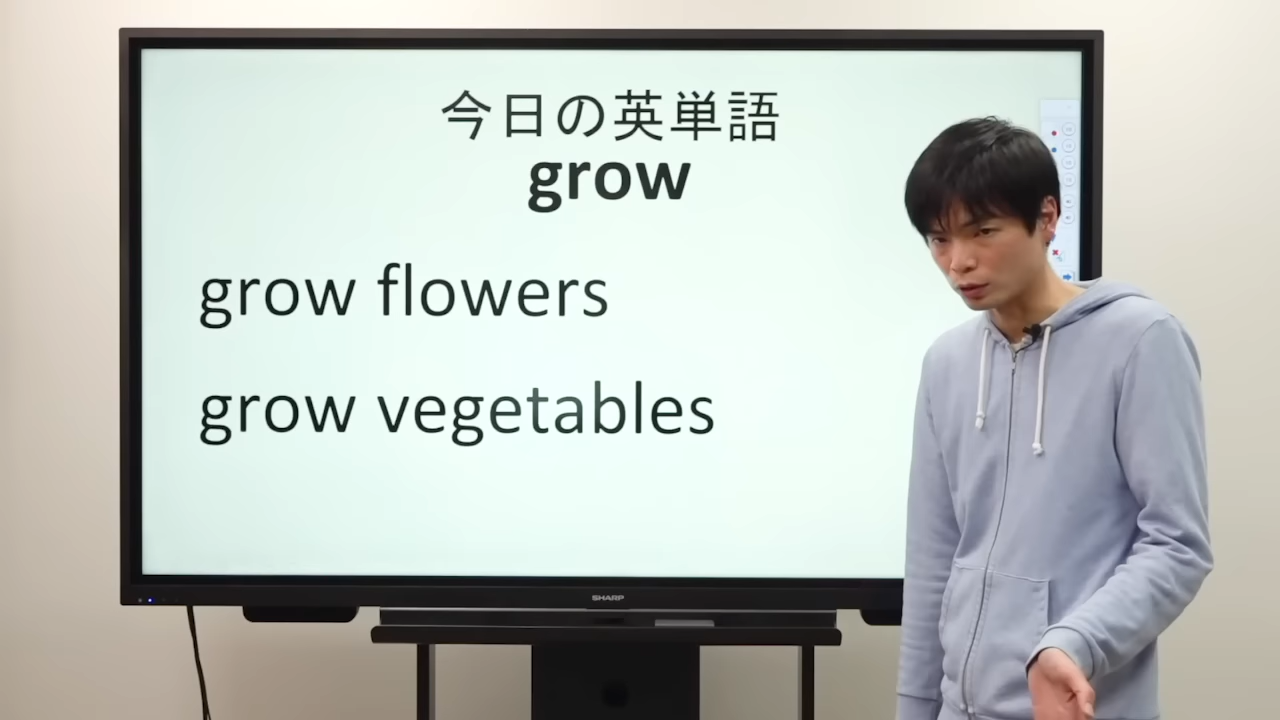 今日の英単語
grow
grow flowers
grow vegetables
SHARP